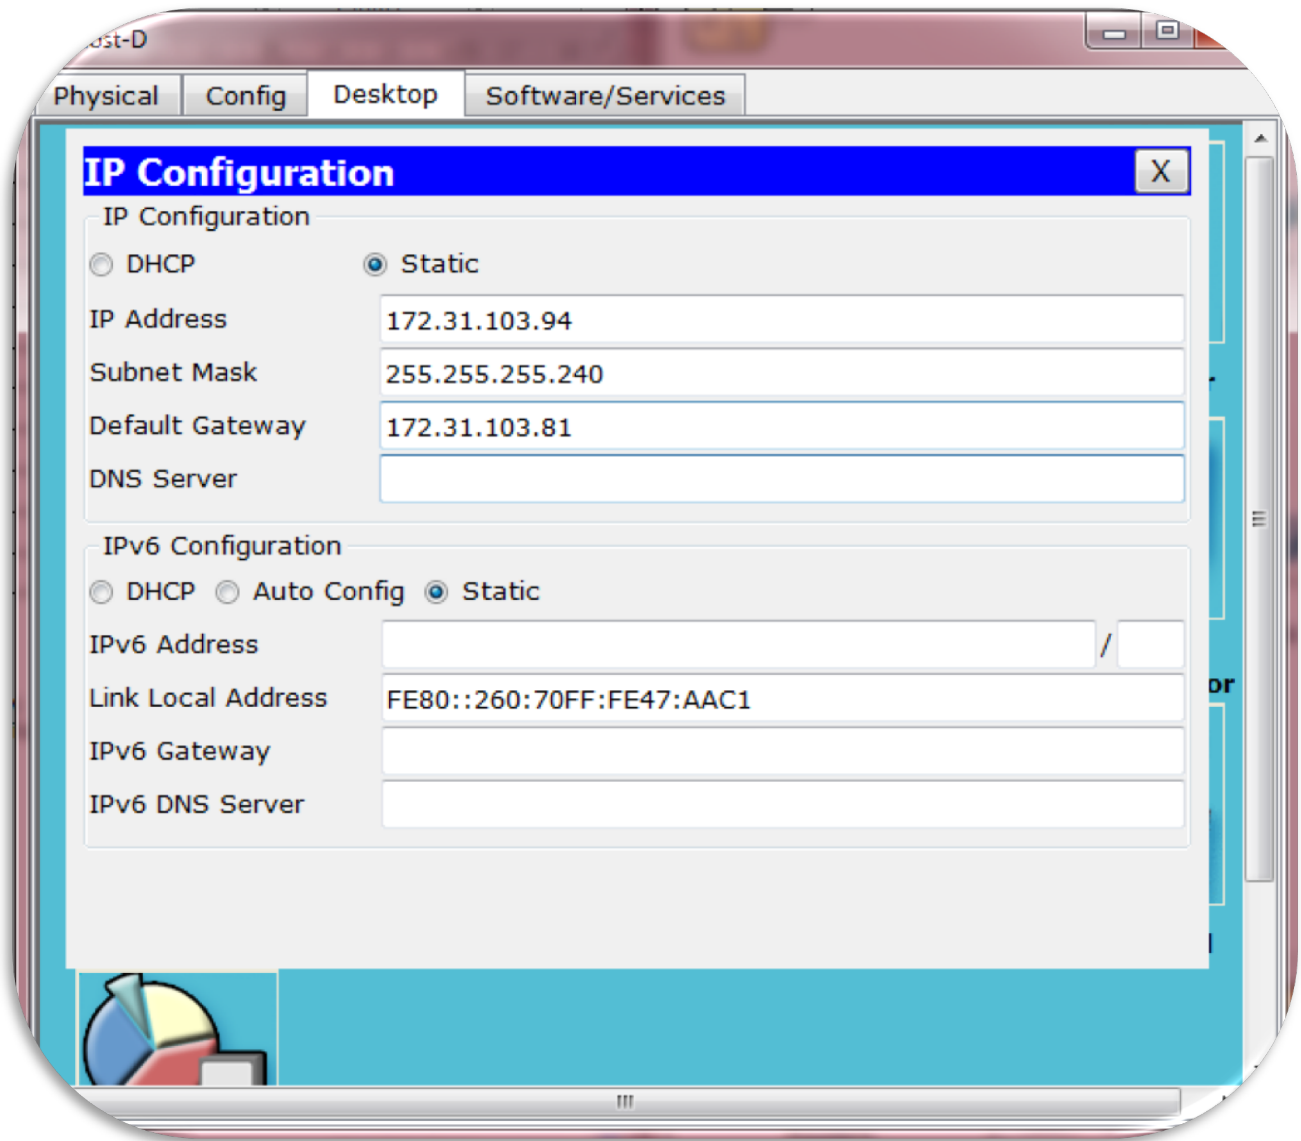 ost-D
Physical Config Desktop Software/Services
IP Configuration X
IP Configuration
DHCP Static
IP Address 172.31.103.94
Subnet Mask 255.255.255.240
Default Gateway 172.31.103.81
DNS Server
IPv6 Configuration
DHCP Auto Config Static
IPv6 Address /
Link Local Address FE80::260:70FF:FE47:AAC1
or
IPv6 Gateway
IPv6 DNS Server